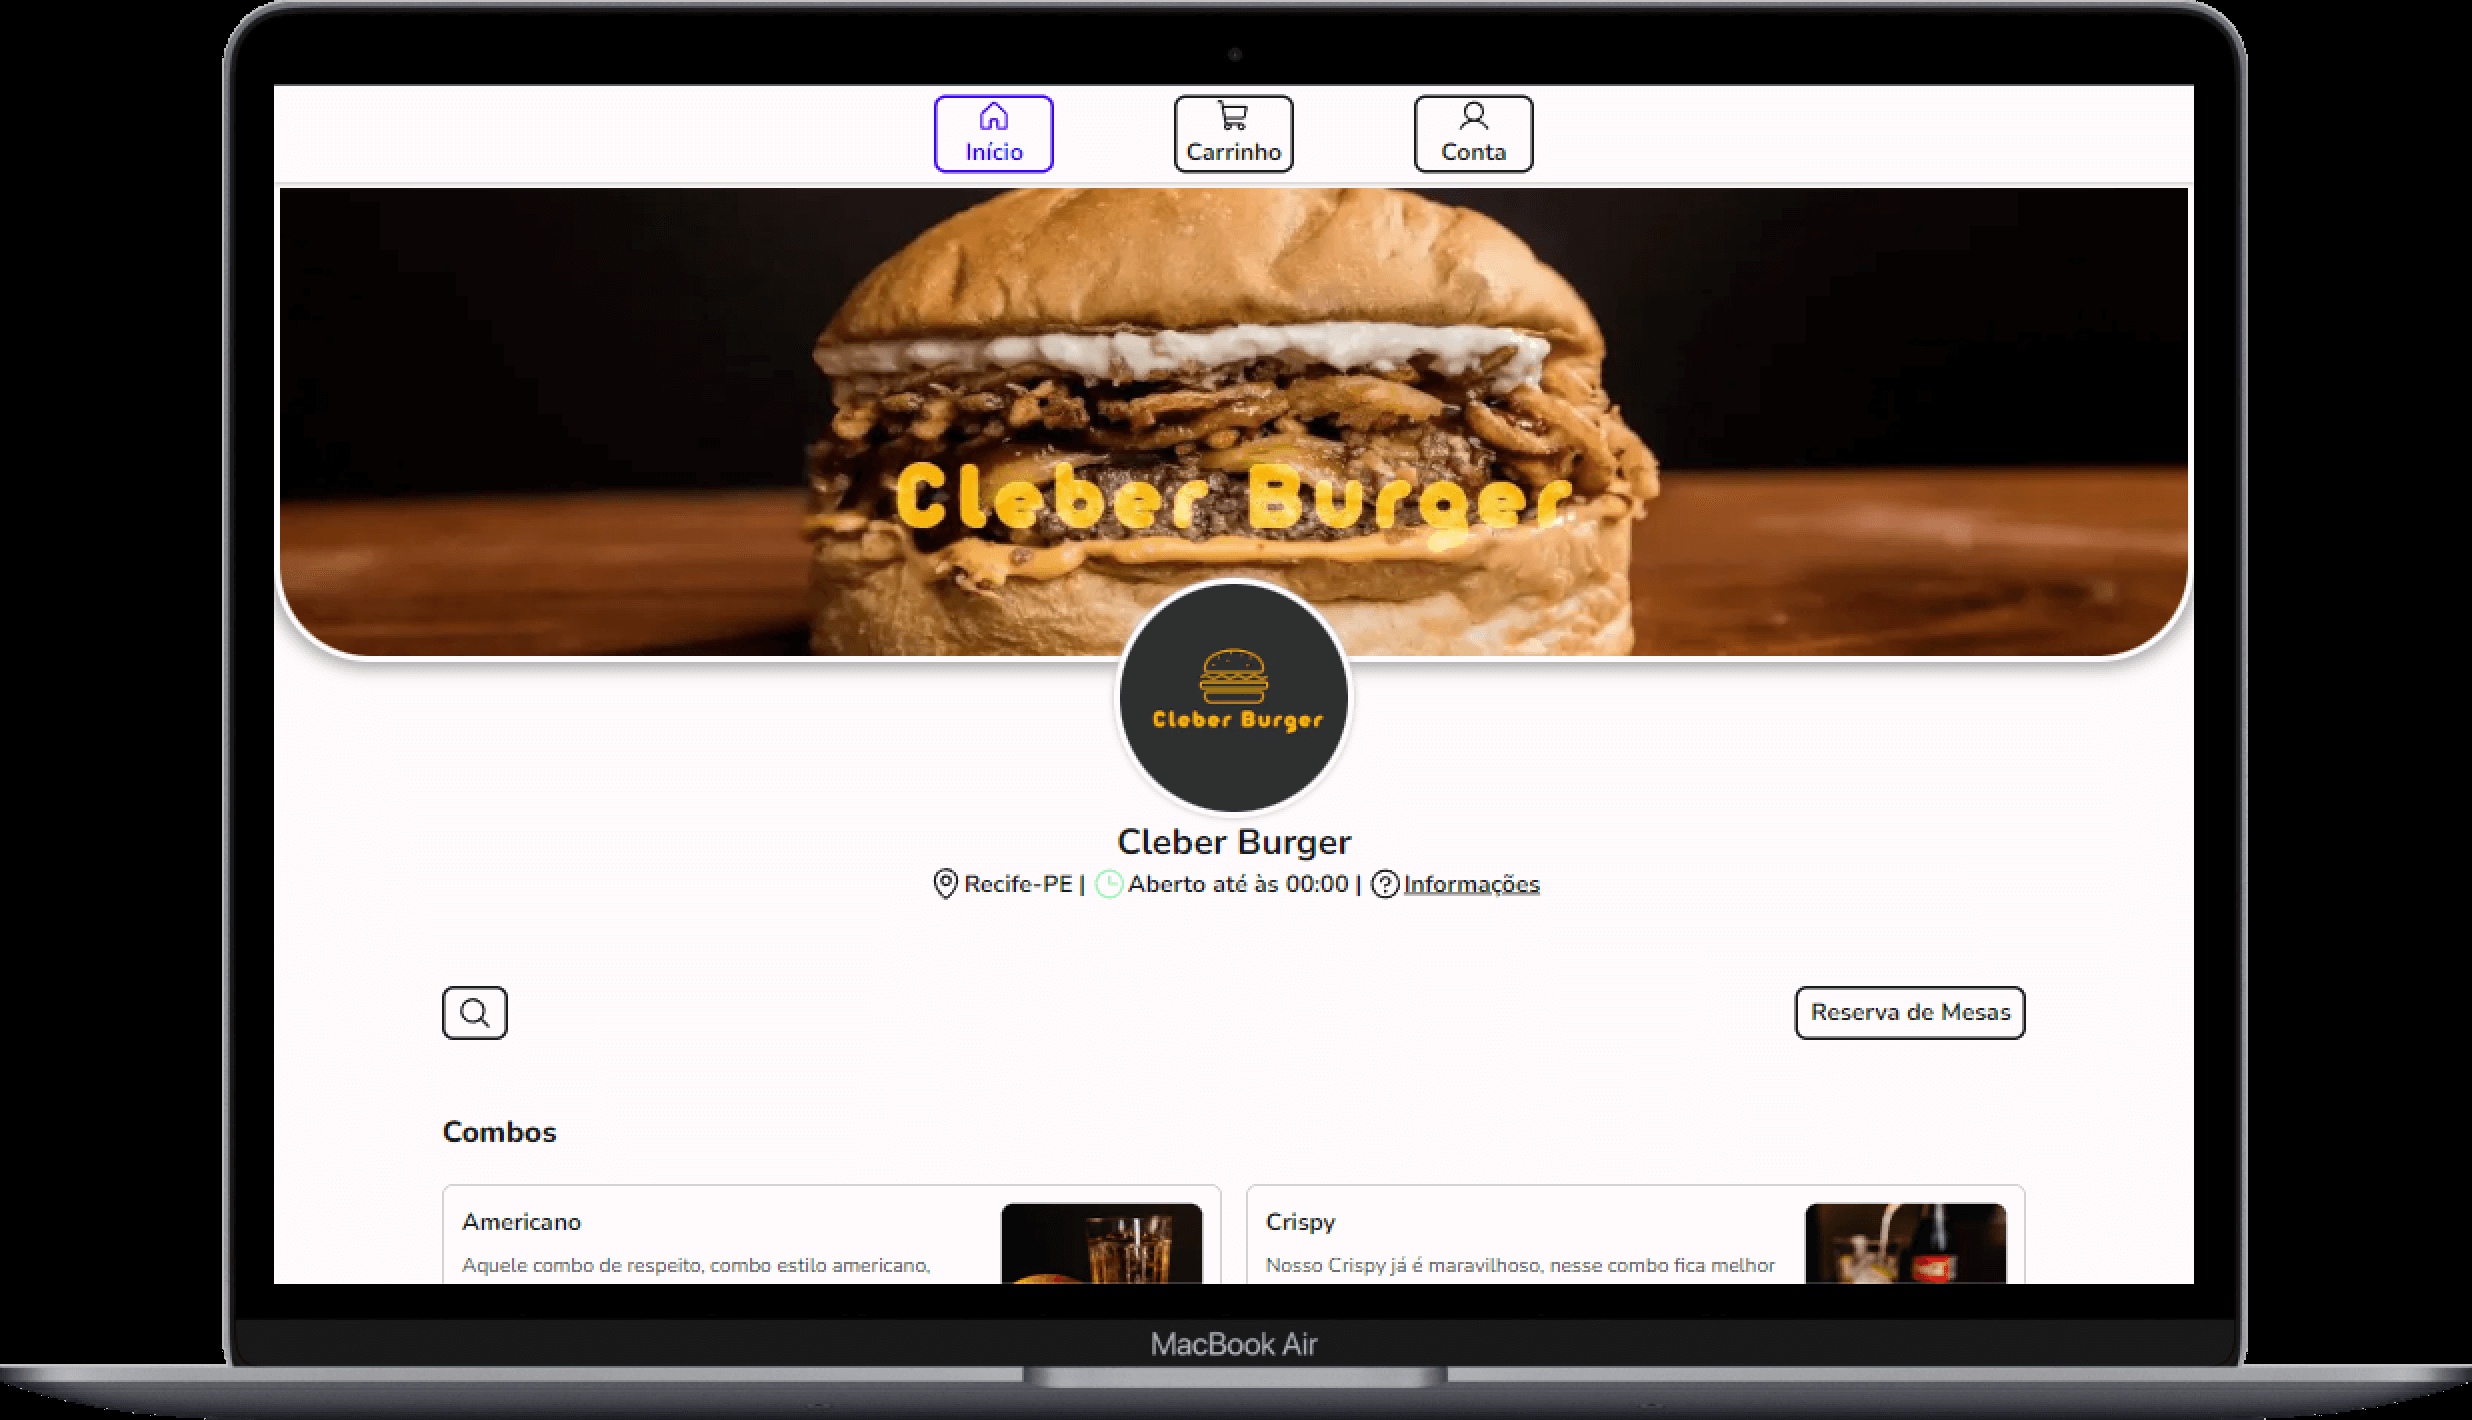 Início
Carrinho
Conta
Cleber Burger
Cleber Burger
Cleber Burger
Recife-PE | Aberto até às 00:00 | Informações
Reserva de Mesas
Combos
Americano
Aquele combo de respeito, combo estilo americano,
Crispy
Nosso Crispy já é maravilhoso, nesse combo fica melhor
MacBook Air